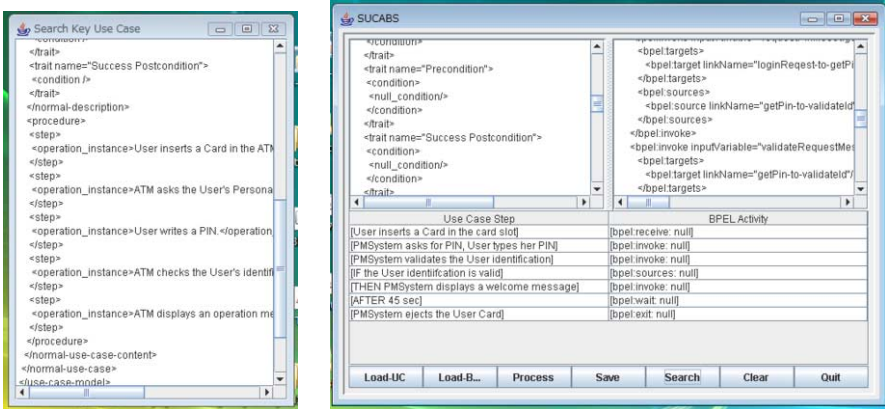 Search Key Use Case
</trait>
<trait name="Success Postcondition">
<condition />
</trait>
</normal-description>
<procedure>
<step>
<operation_instance>User inserts a Card in the ATM
</step>
<step>
<operation_instance>ATM asks the User's Persona
</step>
<step>
<operation_instance>User writes a PIN.</operation_
</step>
<step>
<operation_instance>ATM checks the User's identifi
</step>
<step>
<operation_instance>ATM displays an operation me
</step>
</procedure>
</normal-use-case-content>
</normal-use-case>
</use-case-model>
SUCABS
</condition>
</trait>
<trait name="Precondition">
<condition>
<null_condition/>
</condition>
</trait>
<trait name="Success Postcondition">
<condition>
<null_condition/>
</condition>
</trait>
<bpel:targets>
<bpel:target linkName="loginReqest-to-getPi
</bpel:targets>
<bpel:sources>
<bpel:source linkName="getPin-to-validateId"
</bpel:sources>
</bpel:invoke>
<bpel:invoke inputVariable="validateRequestMes
<bpel:targets>
<bpel:target linkName="getPin-to-validateId"/
</bpel:targets>
Use Case Step BPEL Activity
[User inserts a Card in the card slot] [bpel:receive: null]
[PMSystem asks for PIN, User types her PIN] [bpel:invoke: null]
[PMSystem validates the User identification] [bpel:invoke: null]
[IF the User identiifcation is valid] [bpel:sources: null]
[THEN PMSystem displays a welcome message] [bpel:invoke: null]
[AFTER 45 sec] [bpel:wait: null]
[PMSystem ejects the User Card] [bpel:exit: null]
Load-UC Load-B... Process Save Search Clear Quit